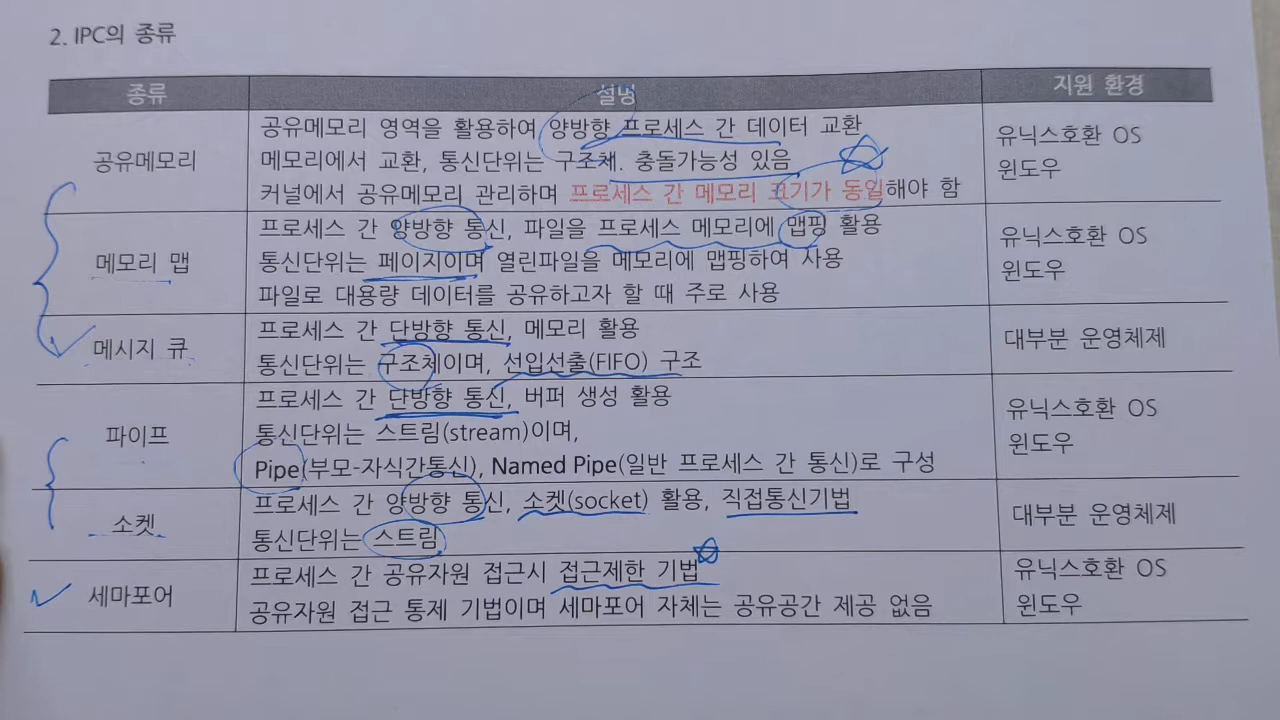 2. IPC의 종류
종류 설명 지원 환경
공유메모리
공유메모리 영역을 활용하여 양방향 프로세스 간 데이터 교환
메모리에서 교환, 통신단위는 구조체. 충돌가능성 있음
커널에서 공유메모리 관리하며 프로세스 간 메모리 크기가 동일해야 함
유닉스호환 OS
윈도우
메모리 맵
프로세스 간 양방향 통신, 파일을 프로세스 메모리에 맵핑 활용
통신단위는 페이지이며 열린파일을 메모리에 맵핑하여 사용
파일로 대용량 데이터를 공유하고자 할 때 주로 사용
유닉스호환 OS
윈도우
메시지 큐
프로세스 간 단방향 통신, 메모리 활용
통신단위는 구조체이며, 선입선출(FIFO) 구조
대부분 운영체제
파이프
프로세스 간 단방향 통신, 버퍼 생성 활용
통신단위는 스트림(stream)이며,
Pipe(부모-자식간통신), Named Pipe(일반 프로세스 간 통신)로 구성
유닉스호환 OS
윈도우
소켓
프로세스 간 양방향 통신, 소켓(socket) 활용, 직접통신기법
통신단위는 스트림
대부분 운영체제
세마포어
프로세스 간 공유자원 접근시 접근제한 기법
공유자원 접근 통제 기법이며 세마포어 자체는 공유공간 제공 없음
유닉스호환 OS
윈도우